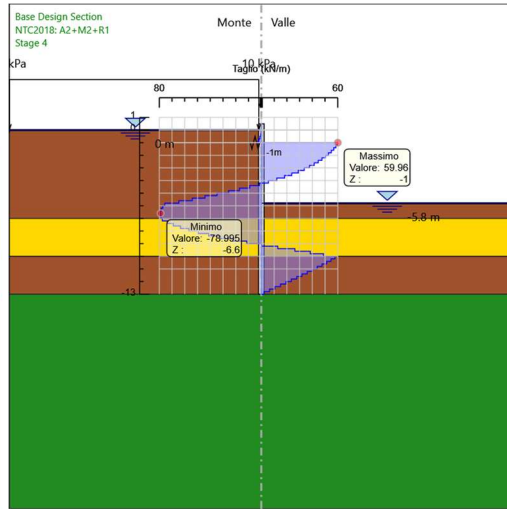 Base Design Section
NTC2018: A2+M2+R1
Stage 4
Monte
Valle
kPa
10 kPa
Taglio (kN/m)
80
60
1
0 m
-1m
Massimo
Valore: 59.96
Z : -1
-5.8 m
Minimo
Valore: -78.995
Z : -6.6
-13